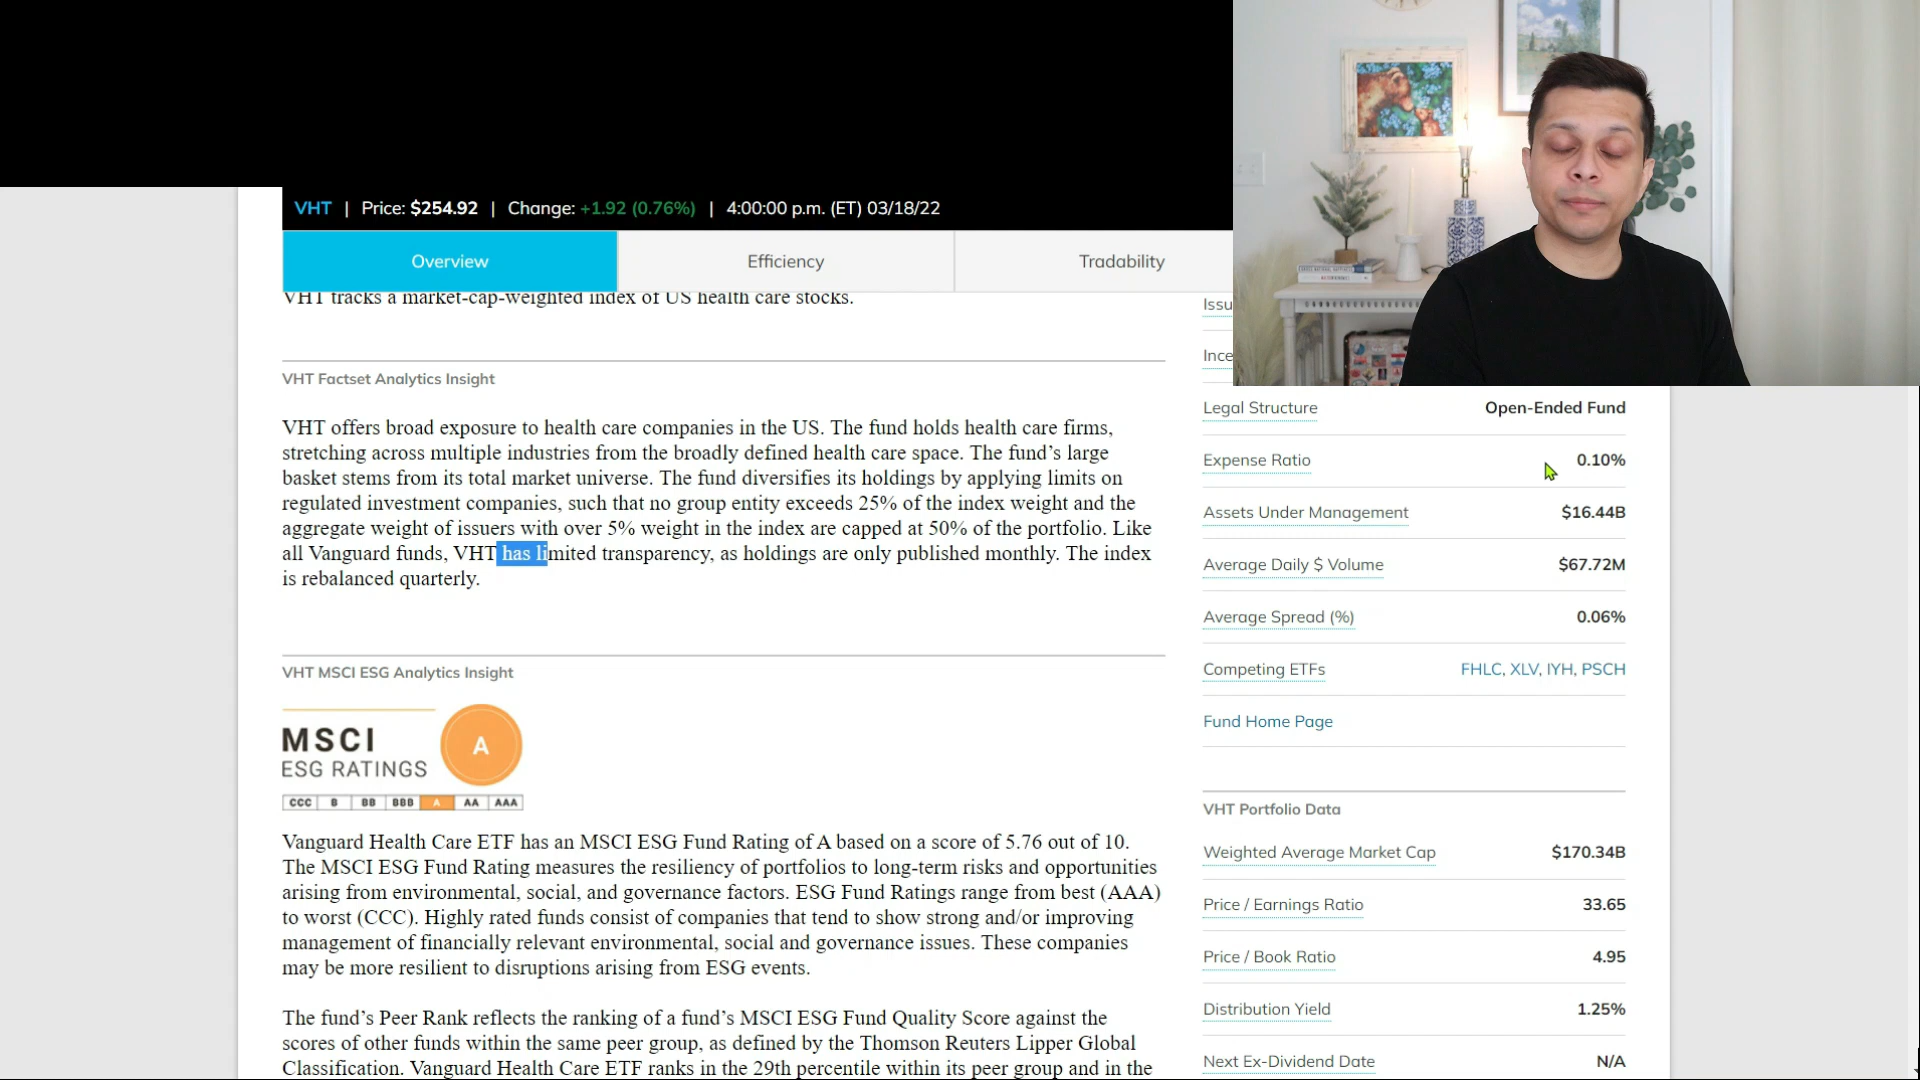 VHT | Price: $254.92 | Change: +1.92 (0.76%) | 4:00:00 p.m. (ET) 03/18/22
Overview
Efficiency
Tradability
VHT tracks a market-cap-weighted index of US health care stocks.
VHT Factset Analytics Insight
VHT offers broad exposure to health care companies in the US. The fund holds health care firms,
stretching across multiple industries from the broadly defined health care space. The fund's large
basket stems from its total market universe. The fund diversifies its holdings by applying limits on
regulated investment companies, such that no group entity exceeds 25% of the index weight and the
aggregate weight of issuers with over 5% weight in the index are capped at 50% of the portfolio. Like
all Vanguard funds, VHT has limited transparency, as holdings are only published monthly. The index
is rebalanced quarterly.
VHT MSCI ESG Analytics Insight
MSCI
ESG RATINGS
A
CCC B BB BBB A AA AAA
Vanguard Health Care ETF has an MSCI ESG Fund Rating of A based on a score of 5.76 out of 10.
The MSCI ESG Fund Rating measures the resiliency of portfolios to long-term risks and opportunities
arising from environmental, social, and governance factors. ESG Fund Ratings range from best (AAA)
to worst (CCC). Highly rated funds consist of companies that tend to show strong and/or improving
management of financially relevant environmental, social and governance issues. These companies
may be more resilient to disruptions arising from ESG events.
The fund's Peer Rank reflects the ranking of a fund's MSCI ESG Fund Quality Score against the
scores of other funds within the same peer group, as defined by the Thomson Reuters Lipper Global
Classification. Vanguard Health Care ETF ranks in the 29th percentile within its peer group and in the
Issu
Ince
Legal Structure Open-Ended Fund
Expense Ratio 0.10%
Assets Under Management $16.44B
Average Daily $ Volume $67.72M
Average Spread (%) 0.06%
Competing ETFs FHLC, XLV, IYH, PSCH
Fund Home Page
VHT Portfolio Data
Weighted Average Market Cap $170.34B
Price / Earnings Ratio 33.65
Price / Book Ratio 4.95
Distribution Yield 1.25%
Next Ex-Dividend Date N/A